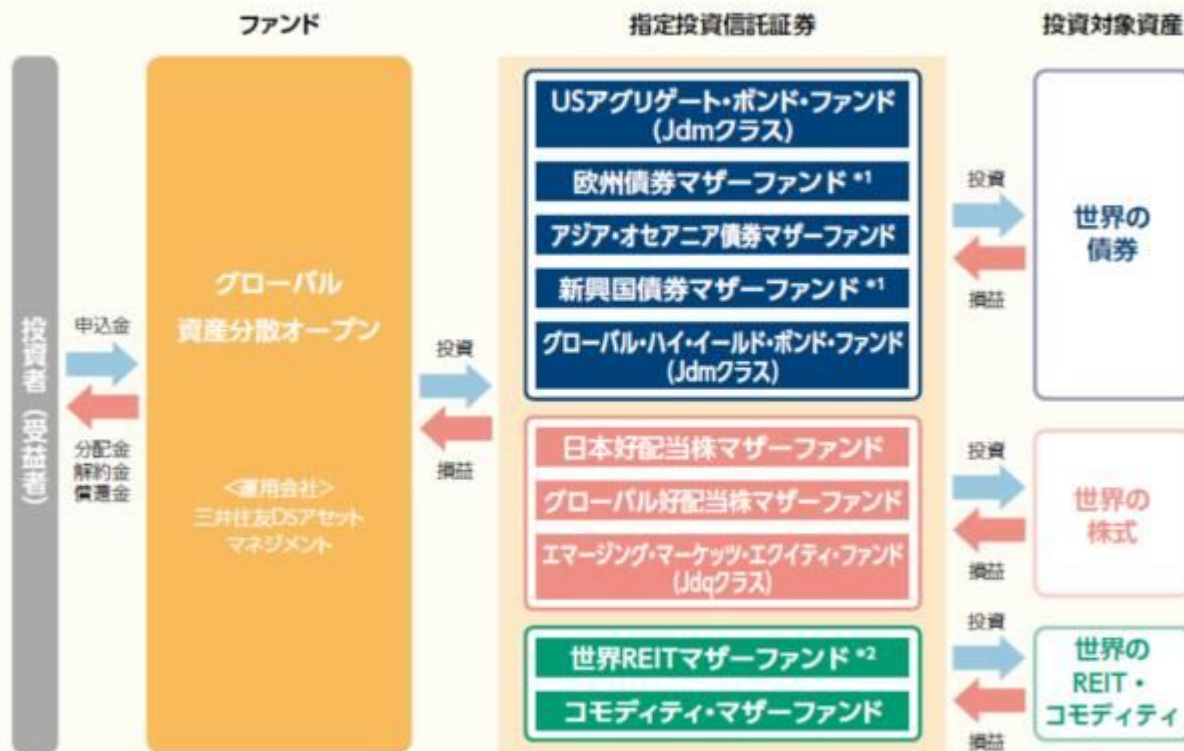 ファンド
指定投資信託証券
投資対象資産
投資者(受益者)
申込金
分配金
解約金
償還金
グローバル
資産分散オープン
<運用会社>
三井住友DSアセット
マネジメント
投資
損益
USアグリゲート・ボンド・ファンド
(Jdmクラス)
欧州債券マザーファンド *1
アジア・オセアニア債券マザーファンド
新興国債券マザーファンド *1
グローバル・ハイ・イールド・ボンド・ファンド
(Jdmクラス)
投資
損益
世界の
債券
日本好配当株マザーファンド
グローバル好配当株マザーファンド
エマージング・マーケッツ・エクイティ・ファンド
(Jdqクラス)
投資
損益
世界の
株式
世界REITマザーファンド *2
コモディティ・マザーファンド
投資
損益
世界の
REIT・
コモディティ